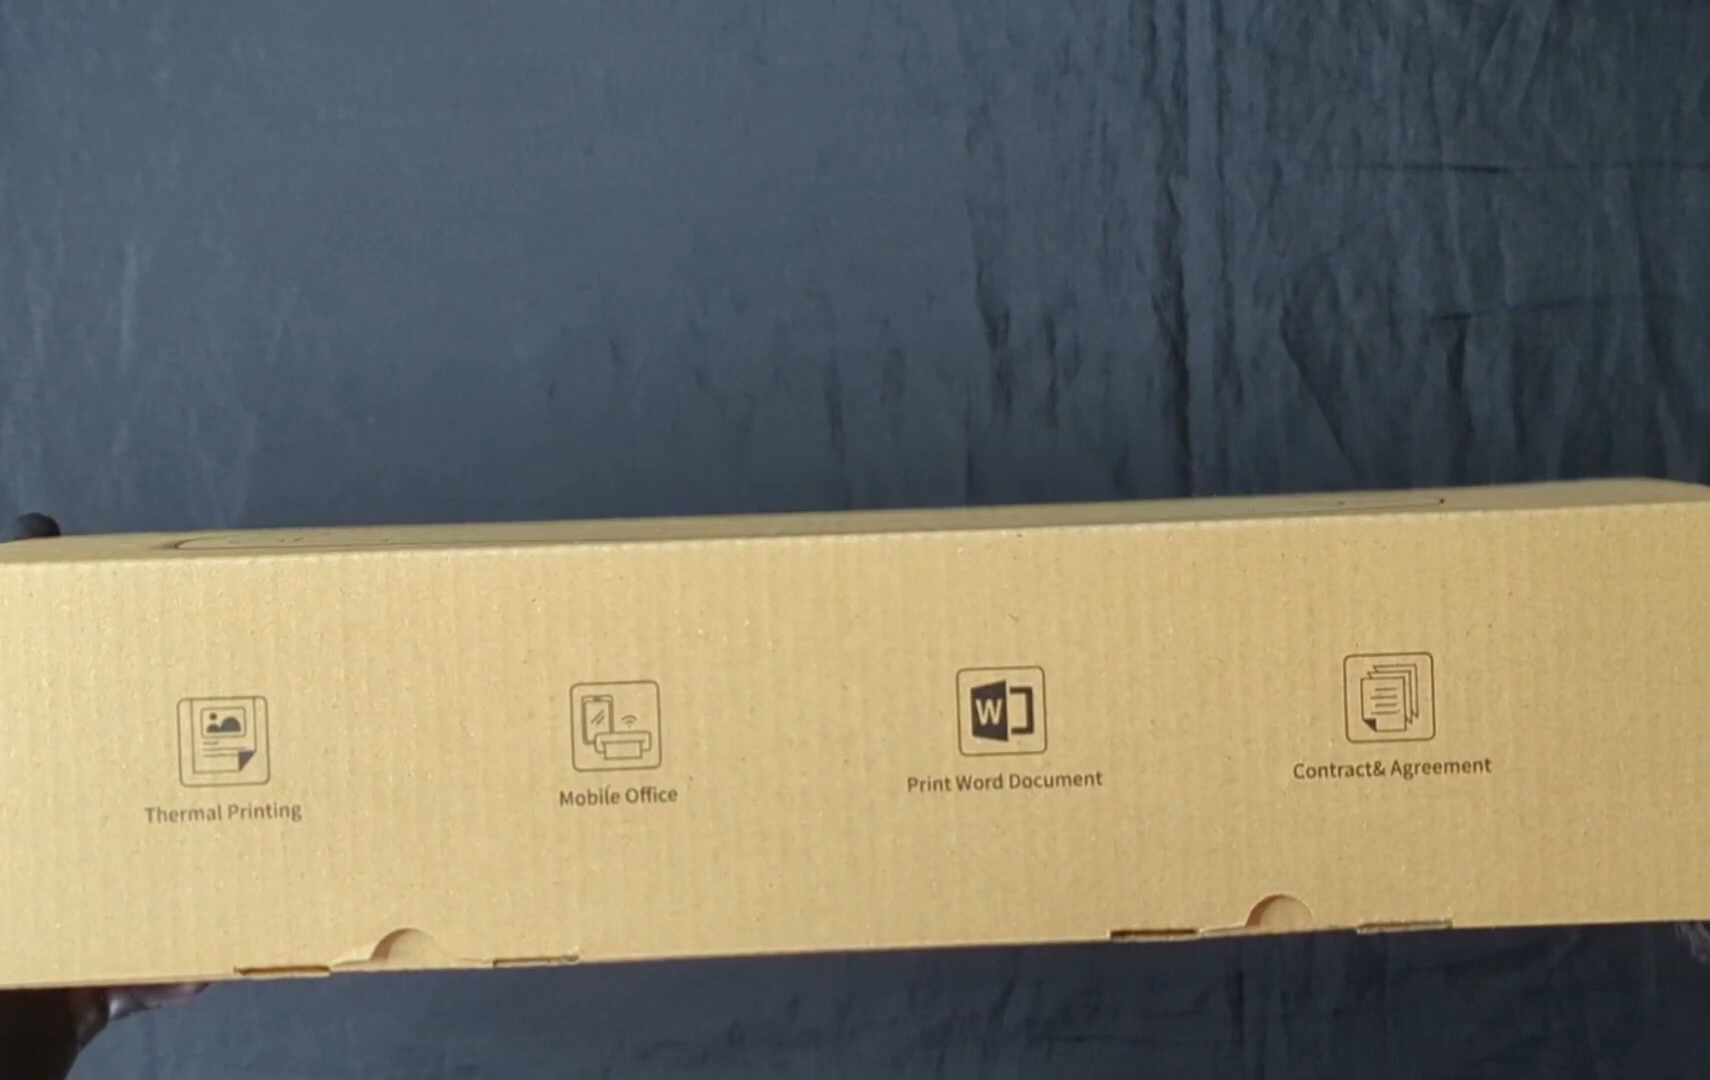 Thermal Printing
Mobile Office
W
Print Word Document
Contract& Agreement